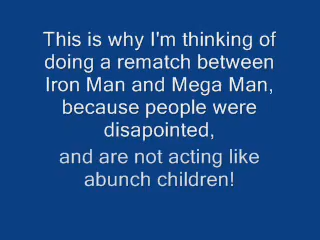 This is why I'm thinking of
doing a rematch between
Iron Man and Mega Man,
because people were
disapointed,
and are not acting like
abunch children!